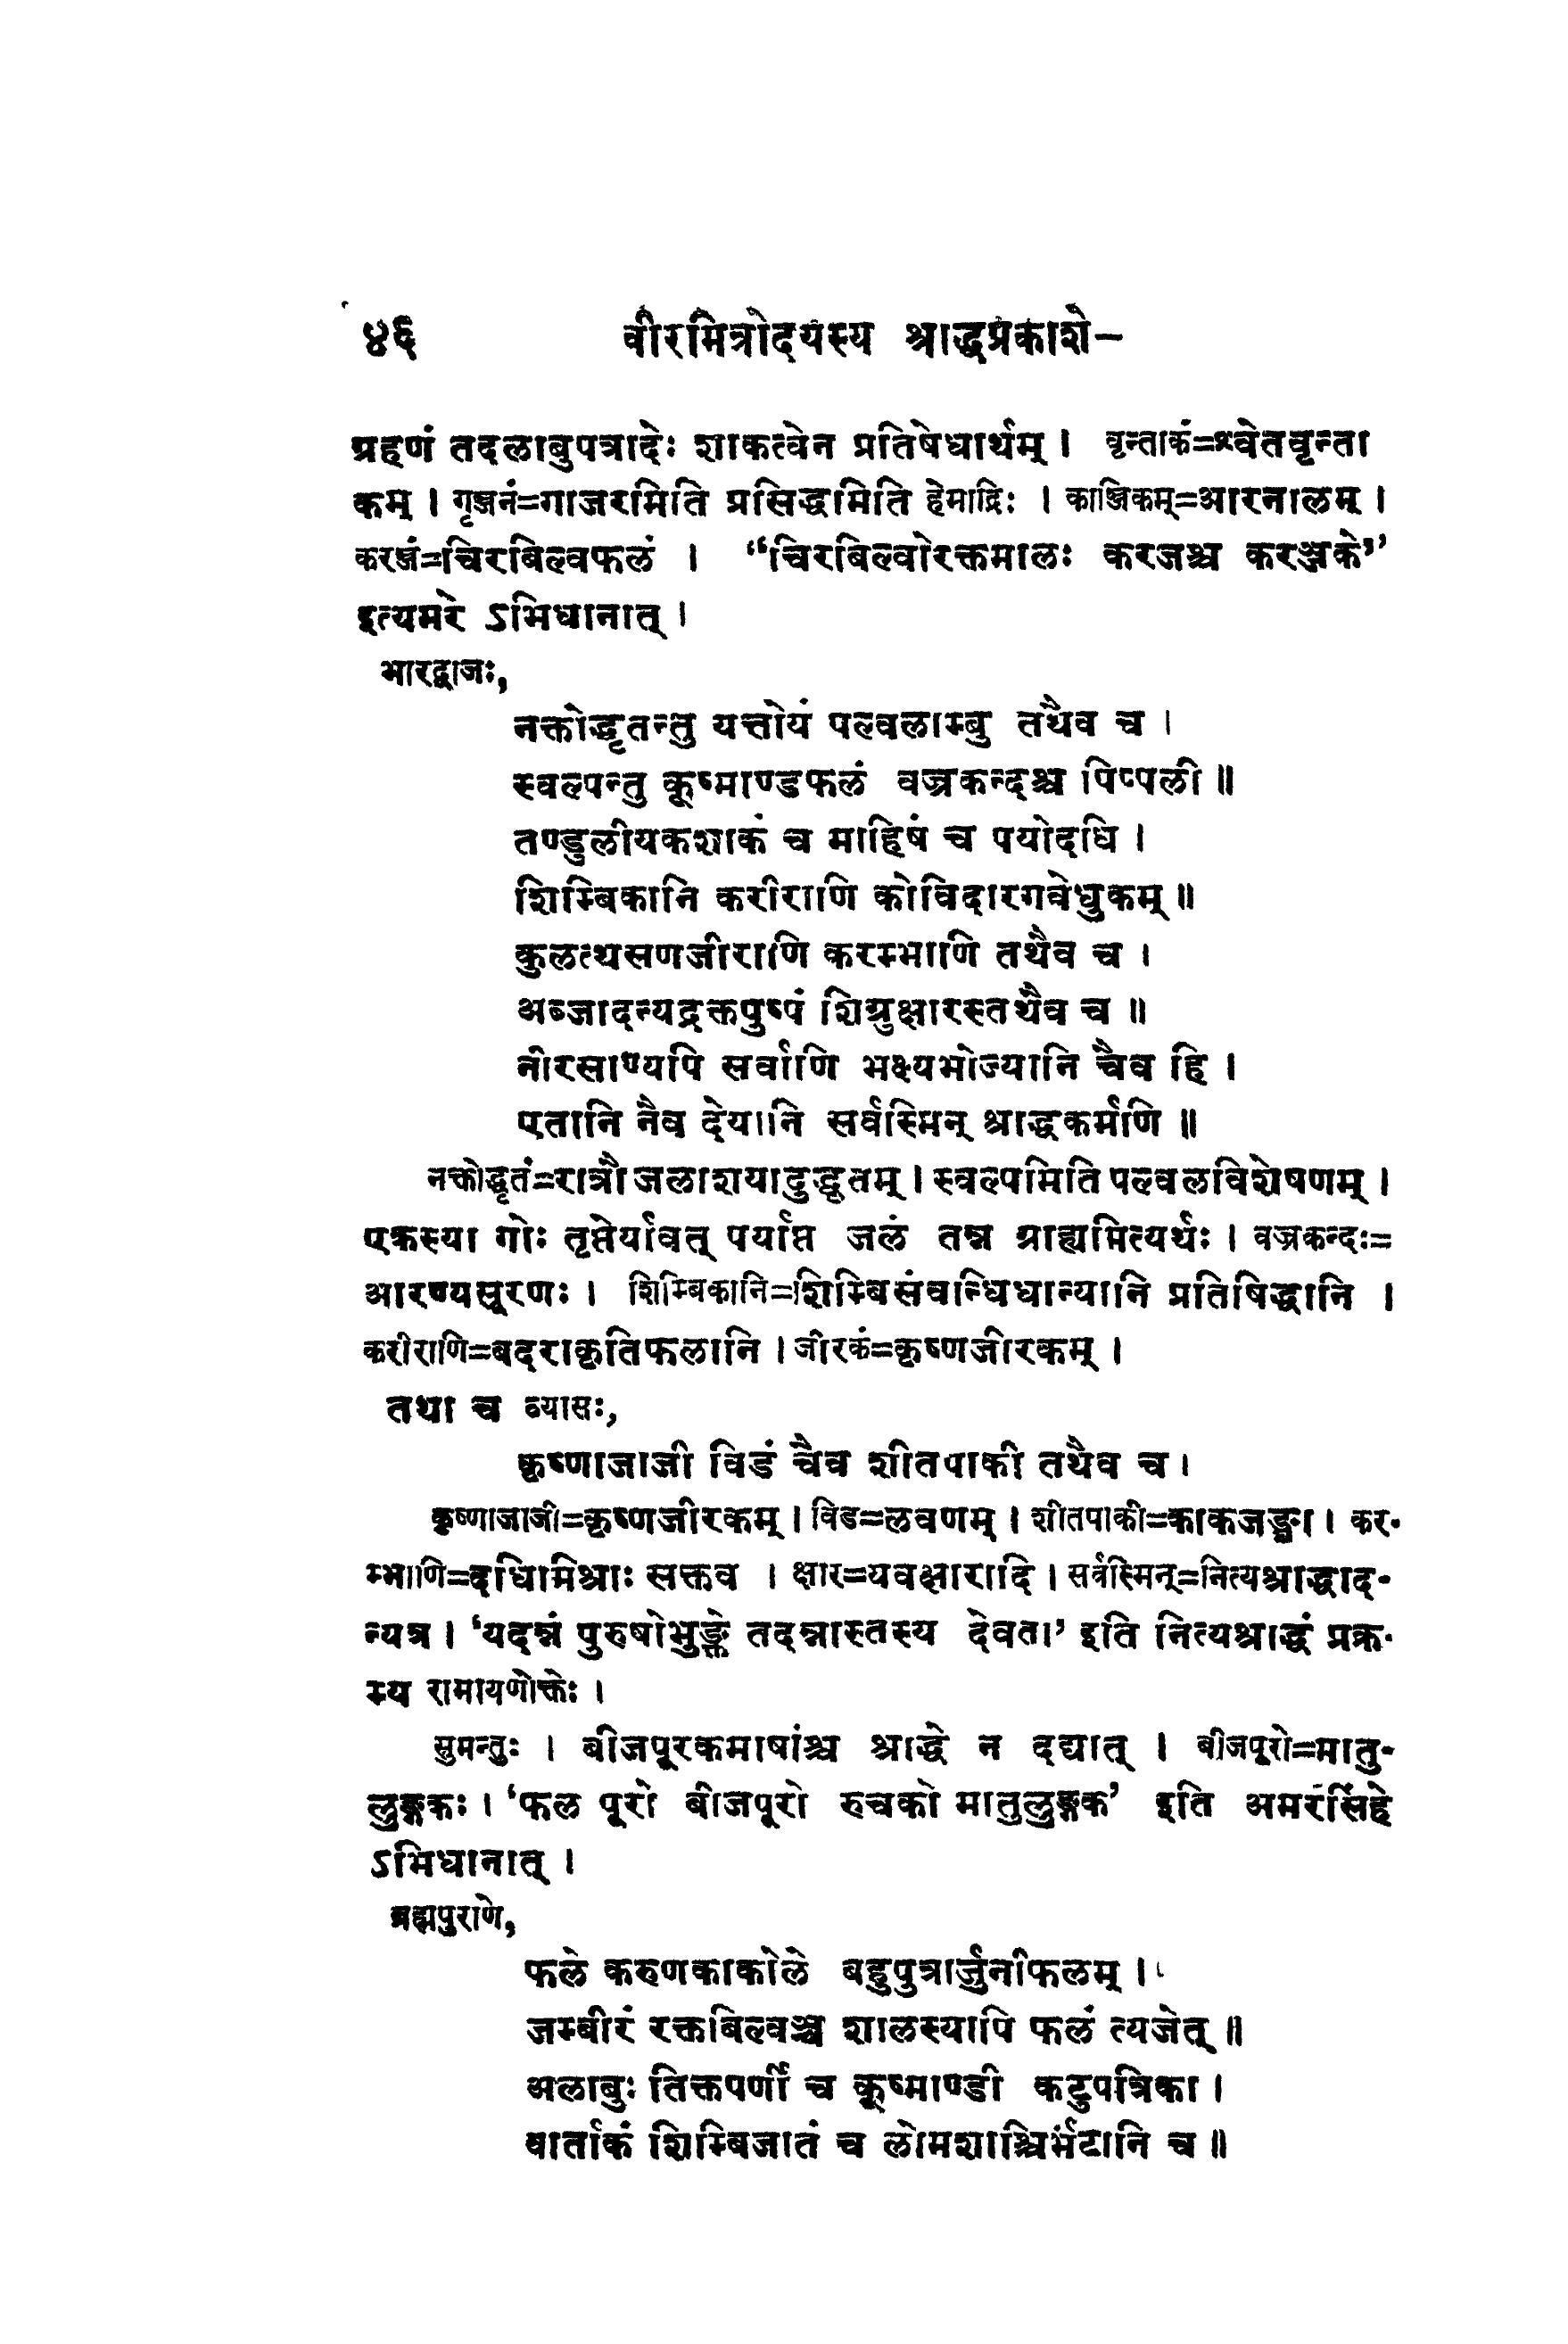 ४६ वीरमित्रोदयस्य श्राद्धप्रकाशे-
ग्रहणं तदलाबुपत्रादेः शाकत्वेन प्रतिषेधार्थम् । वृन्ताकं=श्वेतवृन्ता
कम् । गृञ्जनं=गाजरमिति प्रसिद्धमिति हेमाद्रिः । काञ्जिकम्=आरनालम् ।
करञ्जं=चिरबिल्वफलं । “चिरबिल्वोरक्तमालः करजश्च करञ्जके”
इत्यमरे ऽभिधानात् ।
भारद्वाजः,
नक्तोद्धृतन्तु यत्तोयं पल्वलाम्बु तथैव च ।
स्वल्पन्तु कूष्माण्डफलं वज्रकन्दश्च पिप्पली ॥
तण्डुलीयकशाकं च माहिषं च पयोदधि ।
शिम्बिकानि करीराणि कोविदारगवेधुकम् ॥
कुलत्थसणजीराणि करम्भाणि तथैव च ।
अब्जादन्यद्रक्तपुष्पं शिग्रुक्षारस्तथैव च ॥
नीरसाण्यपि सर्वाणि भक्ष्यभोज्यानि चैव हि ।
एतानि नैव देयानि सर्वस्मिन् श्राद्धकर्मणि ॥
नक्तोद्धृतं=रात्रौ जलाशयादुद्धृतम् । स्वल्पमिति पल्वलविशेषणम् ।
एकस्या गोः तृप्तेर्यावत् पर्याप्त जलं तन्न ग्राह्यमित्यर्थः । वज्रकन्दः=
आरण्यसूरणः । शिम्बिकानि=शिम्बिसंवन्धिधान्यानि प्रतिषिद्धानि ।
करीराणि=बदराकृतिफलानि । जीरकं=कृष्णजीरकम् ।
तथा च व्यासः,
कृष्णाजाजी विडं चैव शीतपाकी तथैव च ।
कृष्णाजाजी=कृष्णजीरकम् । विड=लवणम् । शीतपाकी=काकजङ्घा । कर-
म्भाणि=दधिमिश्राः सक्तव । क्षार=यवक्षारादि । सर्वस्मिन्=नित्यश्राद्धाद-
न्यत्र । ‘यदन्नं पुरुषोभुङ्क्ते तदन्नास्तस्य देवता’ इति नित्यश्राद्धं प्रक्र-
म्य रामायणोक्तेः ।
सुमन्तुः । बीजपूरकमाषांश्च श्राद्धे न दद्यात् । बीजपूरो=मातु-
लुङ्गकः । ‘फल पूरो बीजपूरो रुचको मातुलुङ्गक’ इति अमरसिंहे
ऽभिधानात् ।
ब्रह्मपुराणे,
फले करुणकाकोले बहुपुत्रार्जुनीफलम् ।
जम्बीरं रक्तबिल्वञ्च शालस्यापि फलं त्यजेत् ॥
अलाबुः तिक्तपर्णी च कूष्माण्डी कटुपत्रिका ।
वार्ताकं शिम्बिजातं च लोमशाश्चिर्भटानि च ॥